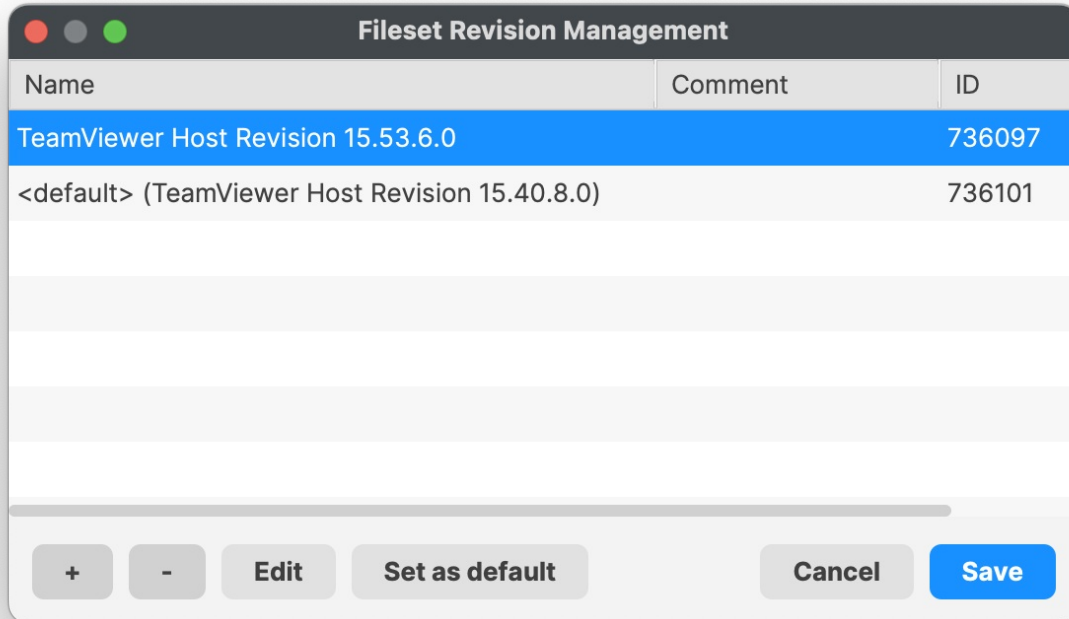 Fileset Revision Management
Name Comment ID
TeamViewer Host Revision 15.53.6.0 736097
<default> (TeamViewer Host Revision 15.40.8.0) 736101
+ - Edit Set as default Cancel Save